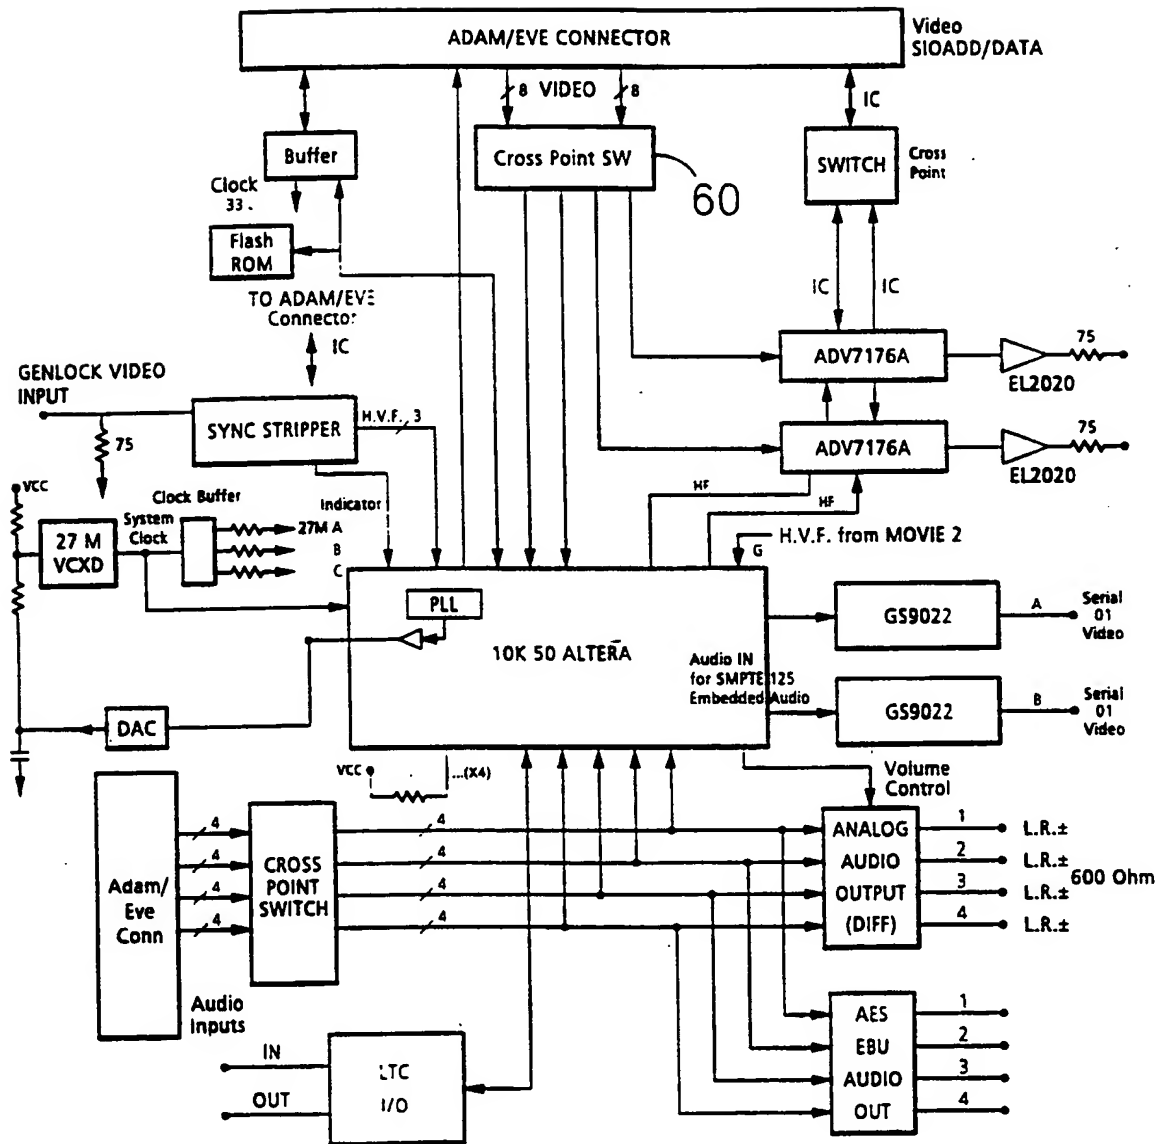 ADAM/EVE CONNECTOR
Video
SIOADD/DATA
8 VIDEO 8
IC
Buffer
Cross Point SW
60
SWITCH
Cross
Point
Clock
33.
Flash
ROM
TO ADAM/EVE
Connector
IC
IC IC
GENLOCK VIDEO
INPUT
75
SYNC STRIPPER
H.V.F. 3
ADV7176A
EL2020
75
ADV7176A
EL2020
75
HF
HF
VCC
Clock Buffer
System
Clock
27 M
VCXD
Indicator
27M A
B
C
G
H.V.F. from MOVIE 2
PLL
10K 50 ALTERA
Audio IN
for SMPTE 125
Embedded Audio
GS9022
A
Serial
01
Video
GS9022
B
Serial
01
Video
DAC
VCC
...(X4)
Volume
Control
Adam/
Eve
Conn
4
4
4
4
CROSS
POINT
SWITCH
4
4
4
4
ANALOG
AUDIO
OUTPUT
(DIFF)
1 L.R.±
2 L.R.±
3 L.R.±
4 L.R.±
600 Ohm
Audio
Inputs
IN
OUT
LTC
I/O
AES
EBU
AUDIO
OUT
1
2
3
4